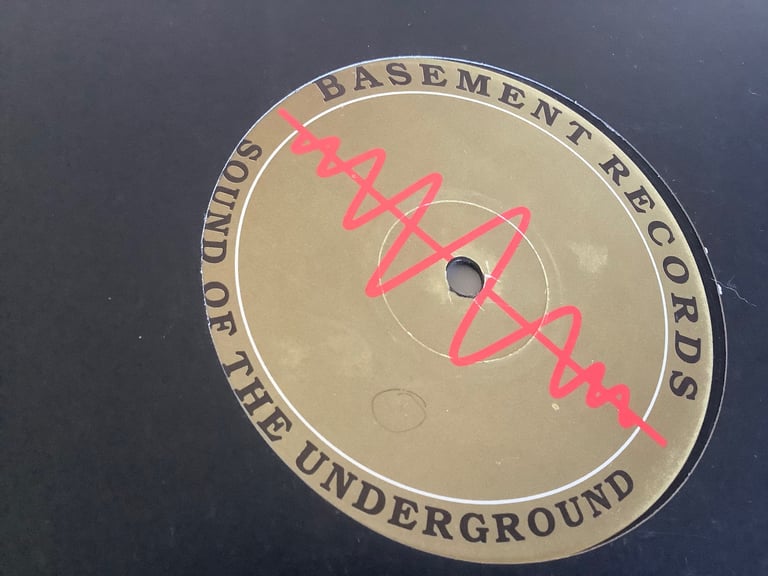 BASEMENT RECORDS
SOUND OF THE UNDERGROUND